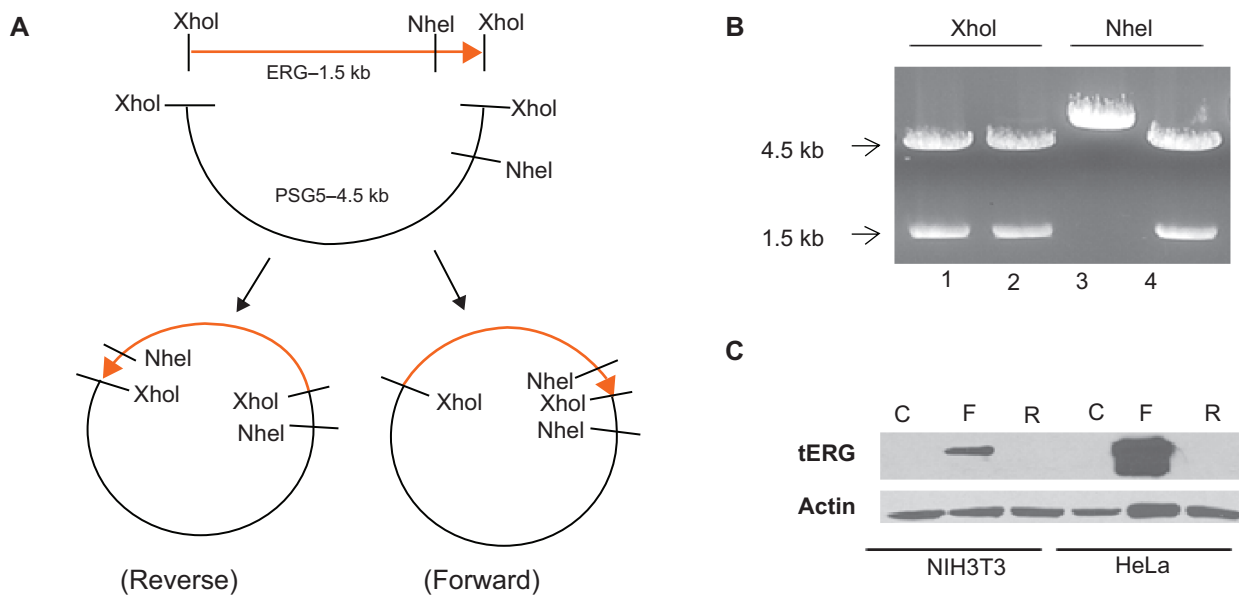 A
XhoI
NheI
XhoI
ERG–1.5 kb
XhoI
XhoI
NheI
PSG5–4.5 kb
NheI
XhoI
XhoI
NheI
(Reverse)
XhoI
NheI
XhoI
NheI
(Forward)
B
XhoI NheI
4.5 kb
1.5 kb
1 2 3 4
C
C F R C F R
tERG
Actin
NIH3T3 HeLa